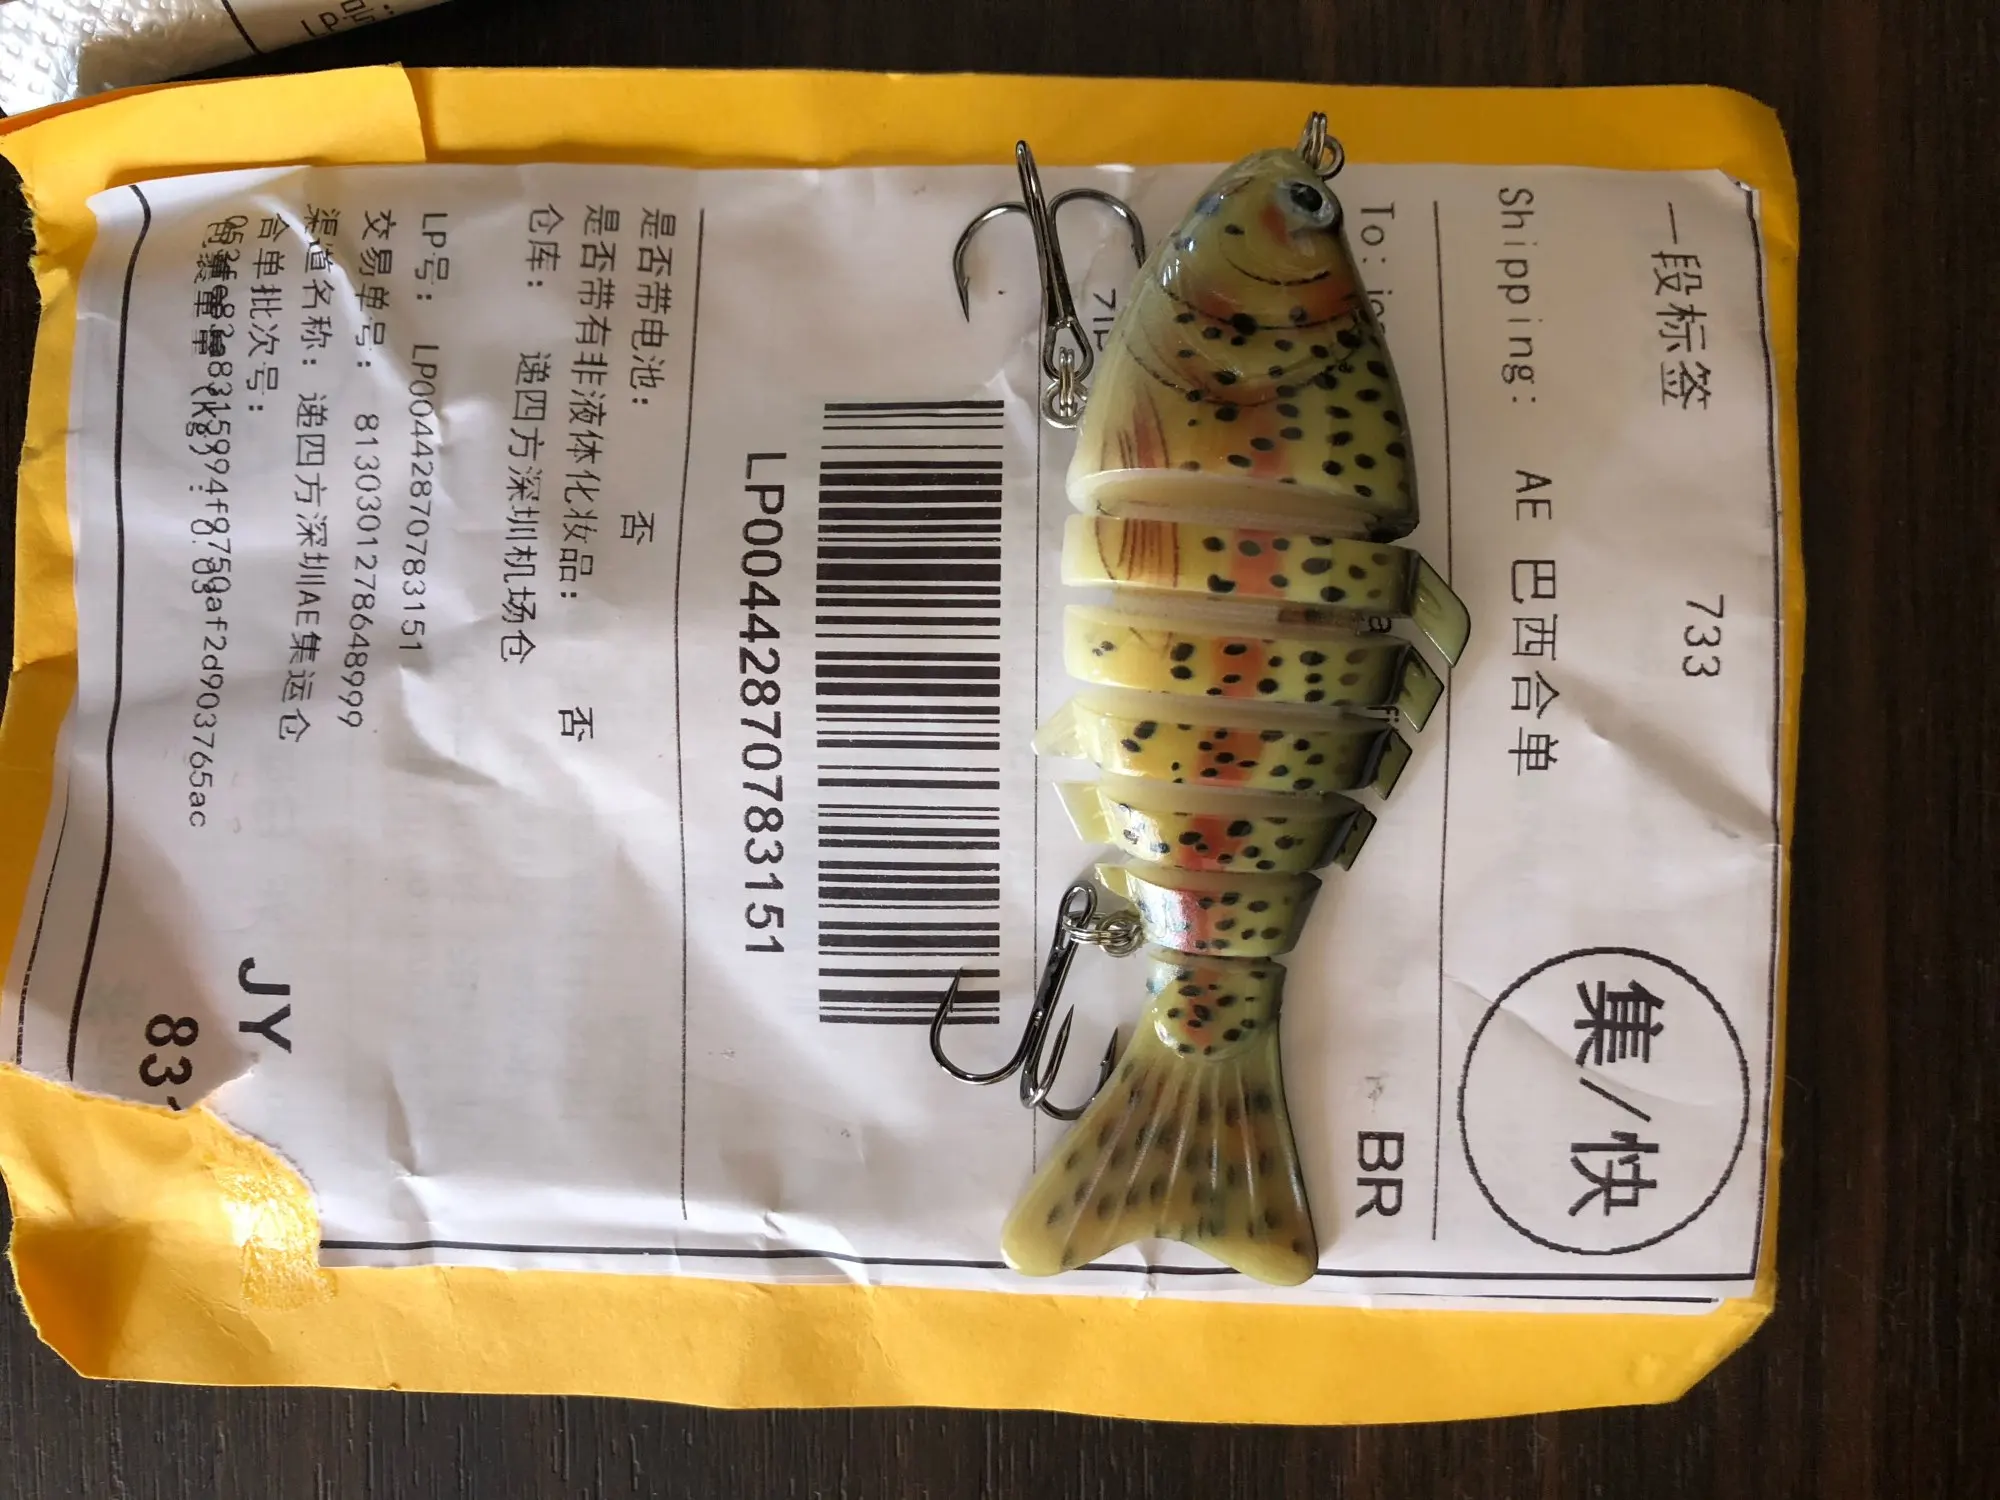 一段标签 733
Shipping: AE 巴西合单
集/快
To: BR
LP00442870783151
是否带电池: 否
是否带有非液体化妆品: 否
仓库: 递四方深圳机场仓
LP号: LP00442870783151
交易单号: 8130301278648999
渠道名称: 递四方深圳AE集运仓
合单批次号:
JY
83